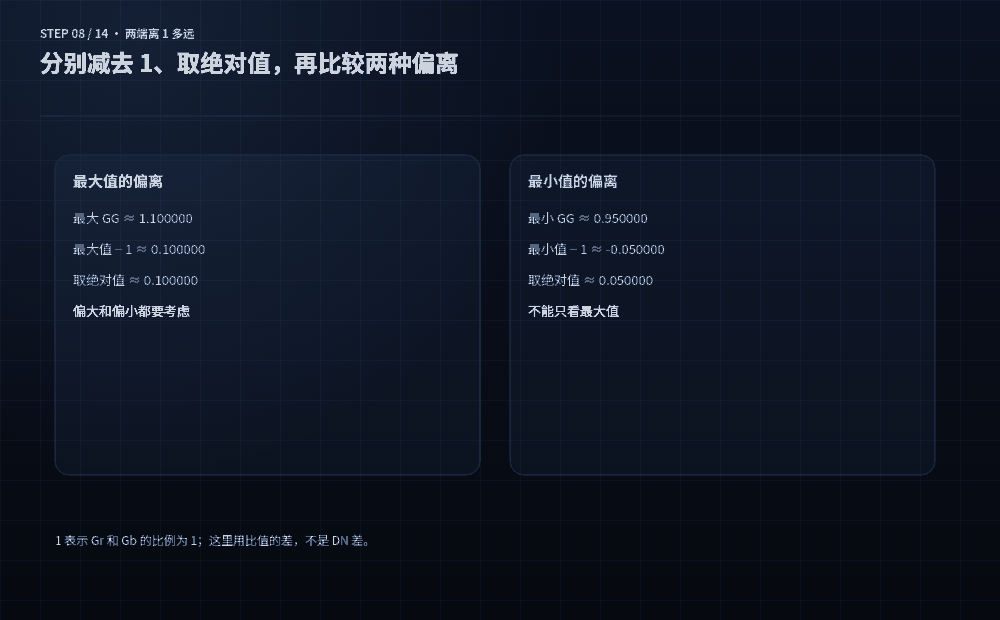 STEP 08 / 14 · 两端离 1 多远
分别减去 1、取绝对值，再比较两种偏离
最大值的偏离
最大 GG ≈ 1.100000
最大值 − 1 ≈ 0.100000
取绝对值 ≈ 0.100000
偏大和偏小都要考虑
最小值的偏离
最小 GG ≈ 0.950000
最小值 − 1 ≈ -0.050000
取绝对值 ≈ 0.050000
不能只看最大值
1 表示 Gr 和 Gb 的比例为 1；这里用比值的差，不是 DN 差。